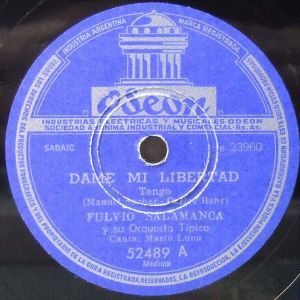 INDUSTRIA ARGENTINA
MARCA REGISTRADA
Odeon
INDUSTRIAS ELECTRICAS Y MUSICALES ODEON
SOCIEDAD ANONIMA INDUSTRIAL Y COMERCIAL-Bs.As.
SADAIC
23960
DAME MI LIBERTAD
Tango
FULVIO SALAMANCA
y su Orquesta Típica
Canta: Mario Luna
52489 A
Medium